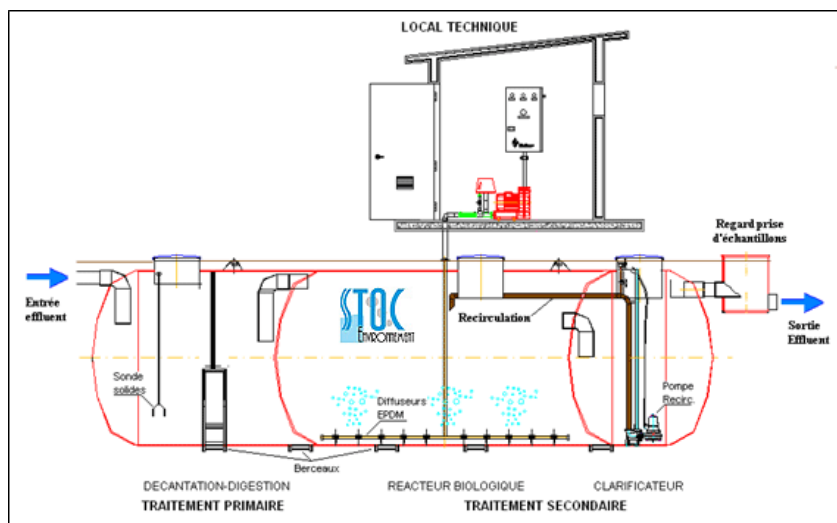 LOCAL TECHNIQUE
Regard prise
d'échantillons
Entrée
effluent
STOC
ENVIRONNEMENT
Recirculation
Sortie
Effluent
Sonde
solides
Diffuseurs
EPDM
Pompe
Recirc.
Berceaux
DECANTATION-DIGESTION
REACTEUR BIOLOGIQUE
CLARIFICATEUR
TRAITEMENT PRIMAIRE
TRAITEMENT SECONDAIRE